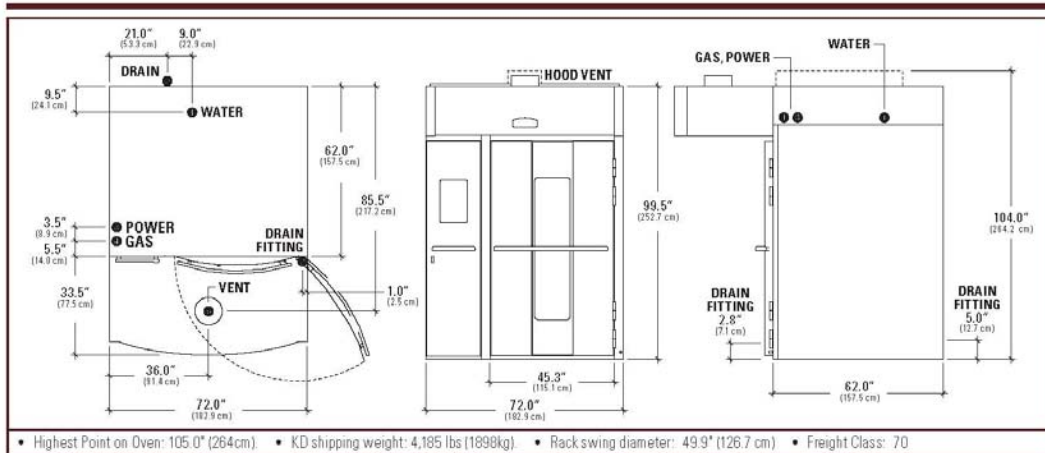 21.0"
(53.3 cm)
9.0"
(22.9 cm)
DRAIN
9.5"
(24.1 cm)
WATER
62.0"
(157.5 cm)
85.5"
(217.2 cm)
3.5"
(8.9 cm)
POWER
GAS
5.5"
(14.0 cm)
DRAIN
FITTING
33.5"
(77.5 cm)
VENT
1.0"
(2.5 cm)
36.0"
(91.4 cm)
72.0"
(182.9 cm)
HOOD VENT
99.5"
(252.7 cm)
45.3"
(115.1 cm)
72.0"
(182.9 cm)
WATER
GAS, POWER
104.0"
(264.2 cm)
DRAIN
FITTING
2.8"
(7.1 cm)
DRAIN
FITTING
5.0"
(12.7 cm)
62.0"
(157.5 cm)
• Highest Point on Oven: 105.0" (264cm). • KD shipping weight: 4,185 lbs (1898kg). • Rack swing diameter: 49.9" (126.7 cm) • Freight Class: 70